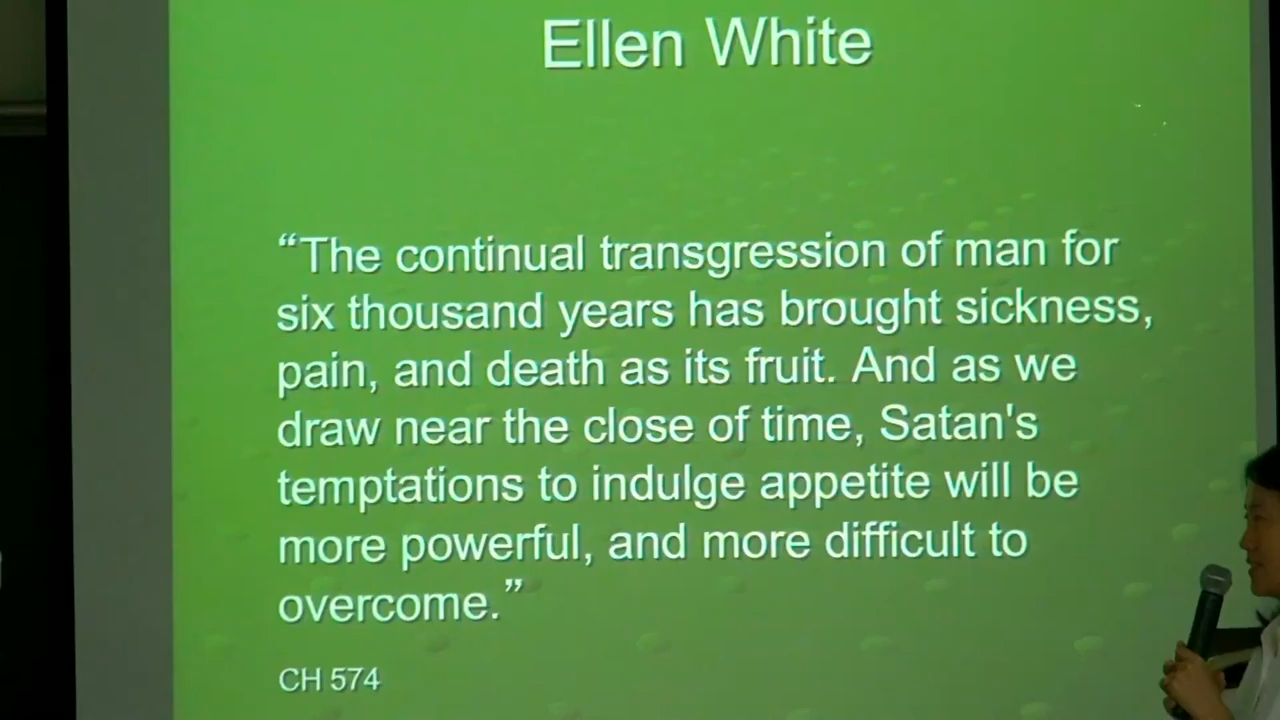 Ellen White
“The continual transgression of man for
six thousand years has brought sickness,
pain, and death as its fruit. And as we
draw near the close of time, Satan's
temptations to indulge appetite will be
more powerful, and more difficult to
overcome.”
CH 574